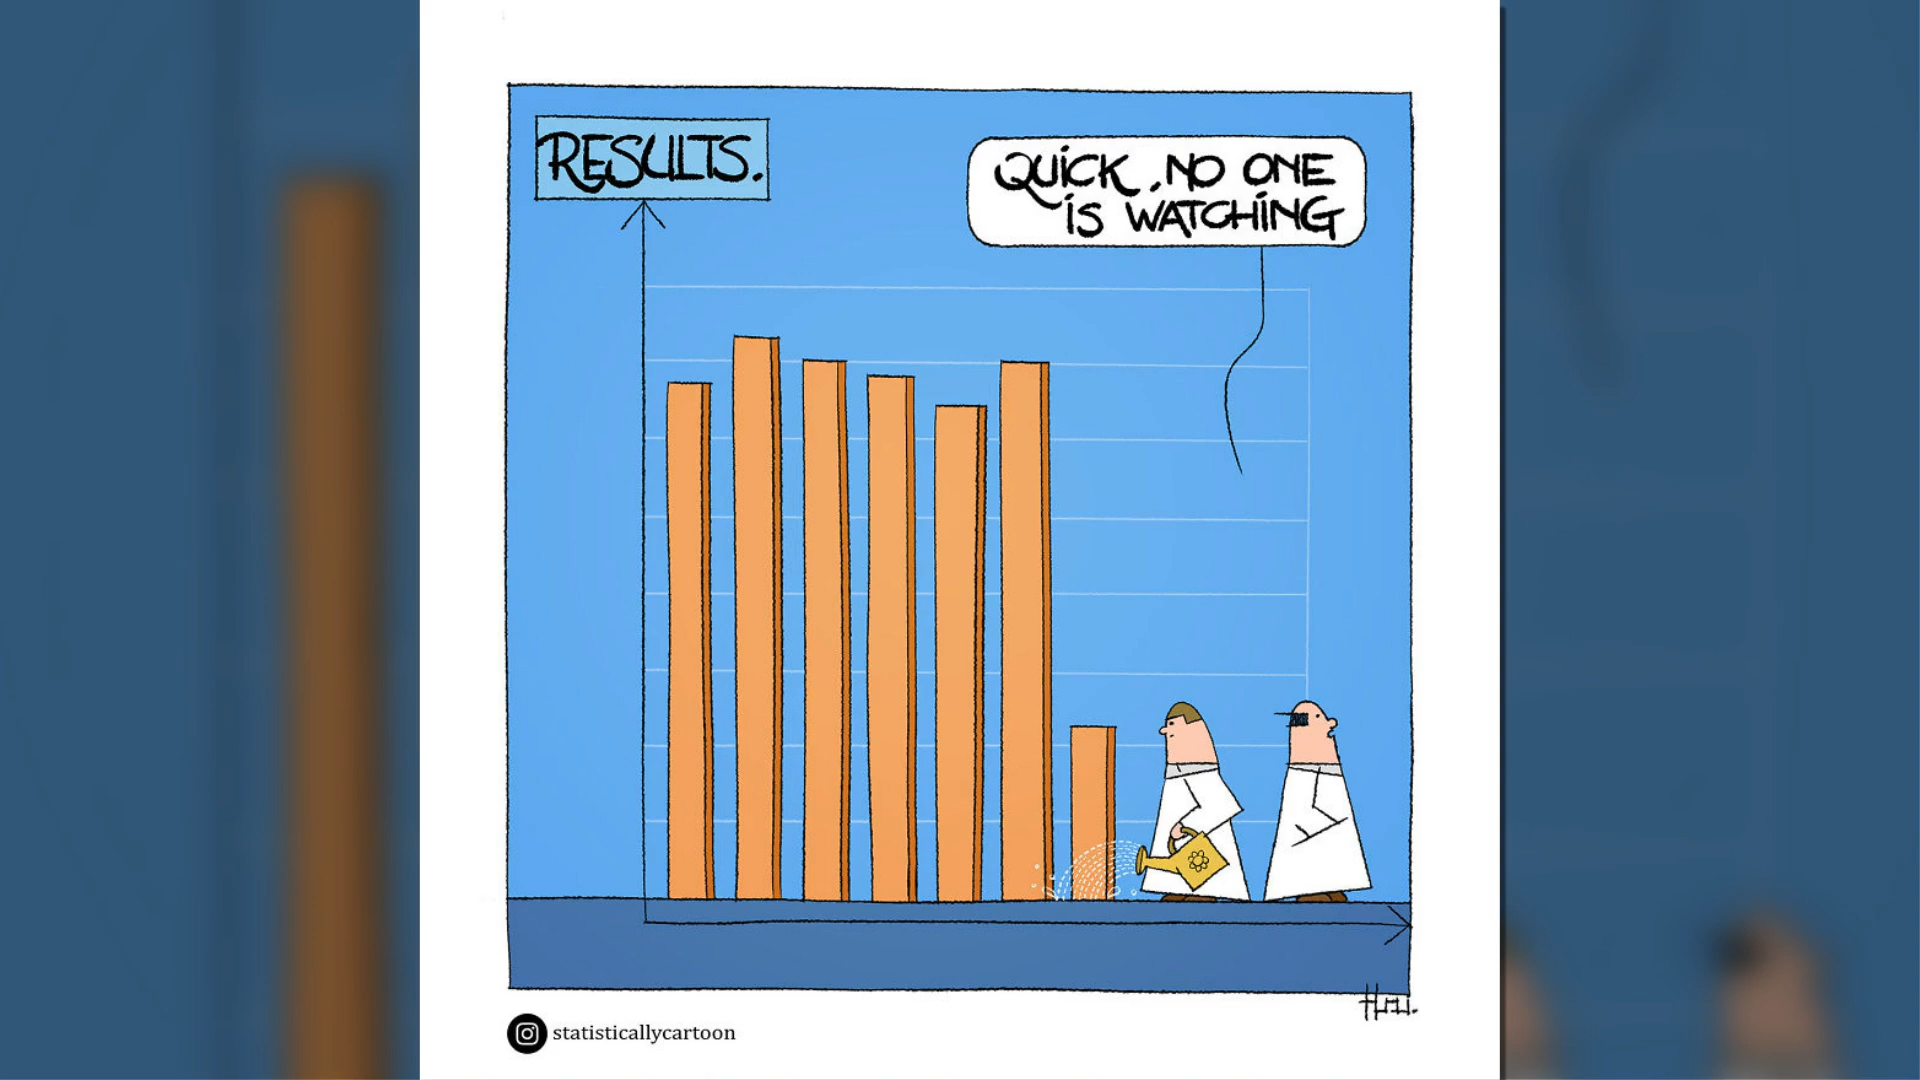 RESULTS.
QUICK, NO ONE
IS WATCHING
statisticallycartoon